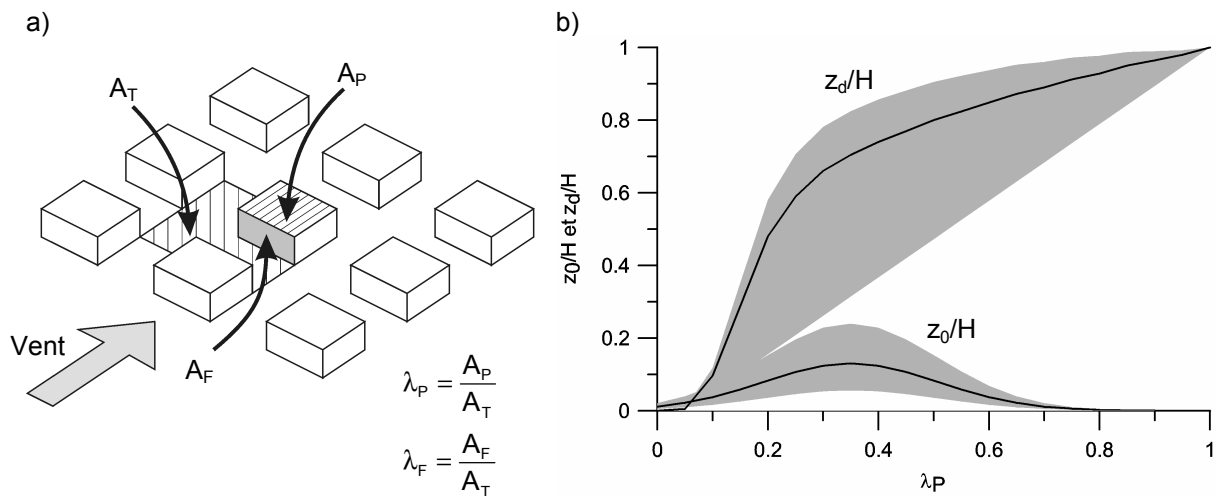 a)
A_T
A_P
Vent
A_F
λ_P = A_P / A_T
λ_F = A_F / A_T
b)
z_0/H et z_d/H
1
0.8
0.6
0.4
0.2
0
z_d/H
z_0/H
0 0.2 0.4 0.6 0.8 1
λ_P